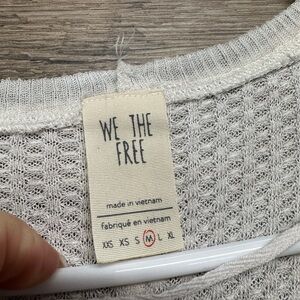 WE THE
FREE
made in vietnam
fabriqué en vietnam
XXS XS S M L XL